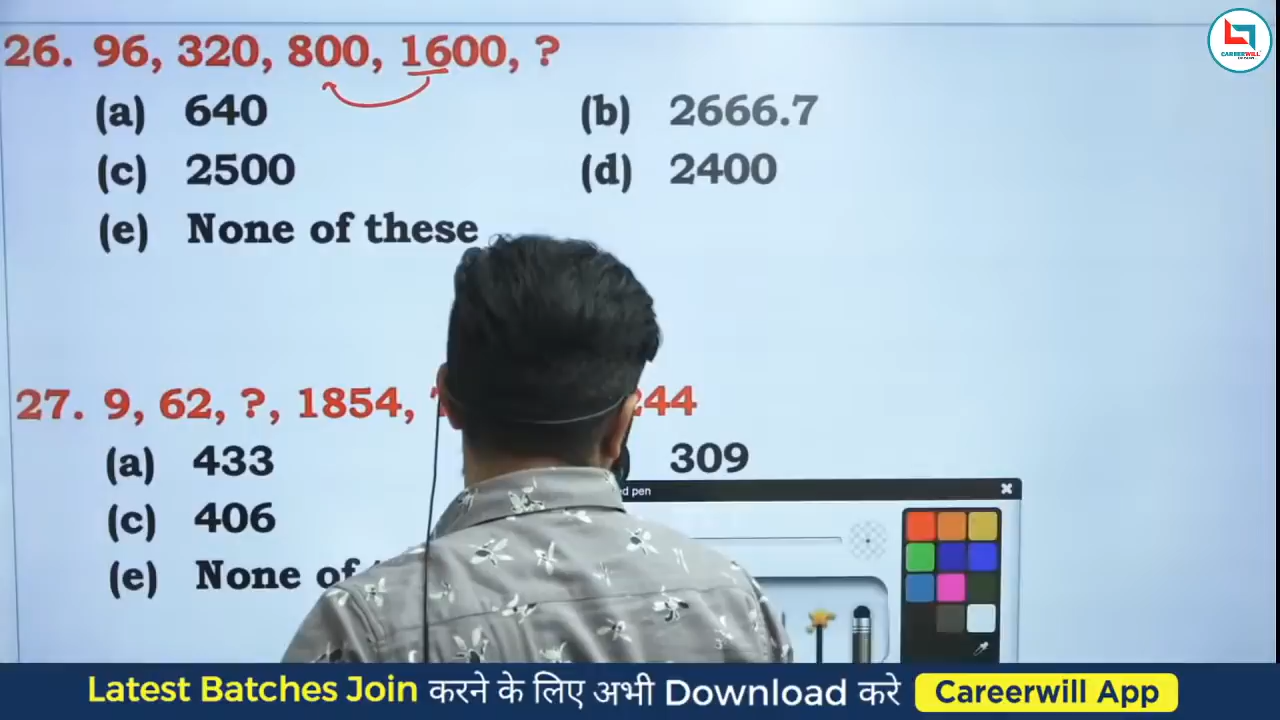 26. 96, 320, 800, 1600, ?
(a) 640 (b) 2666.7
(c) 2500 (d) 2400
(e) None of these
27. 9, 62, ?, 1854, 244
(a) 433 309
(c) 406
(e) None of
d pen
CAREERWILL
Latest Batches Join करने के लिए अभी Download करे Careerwill App